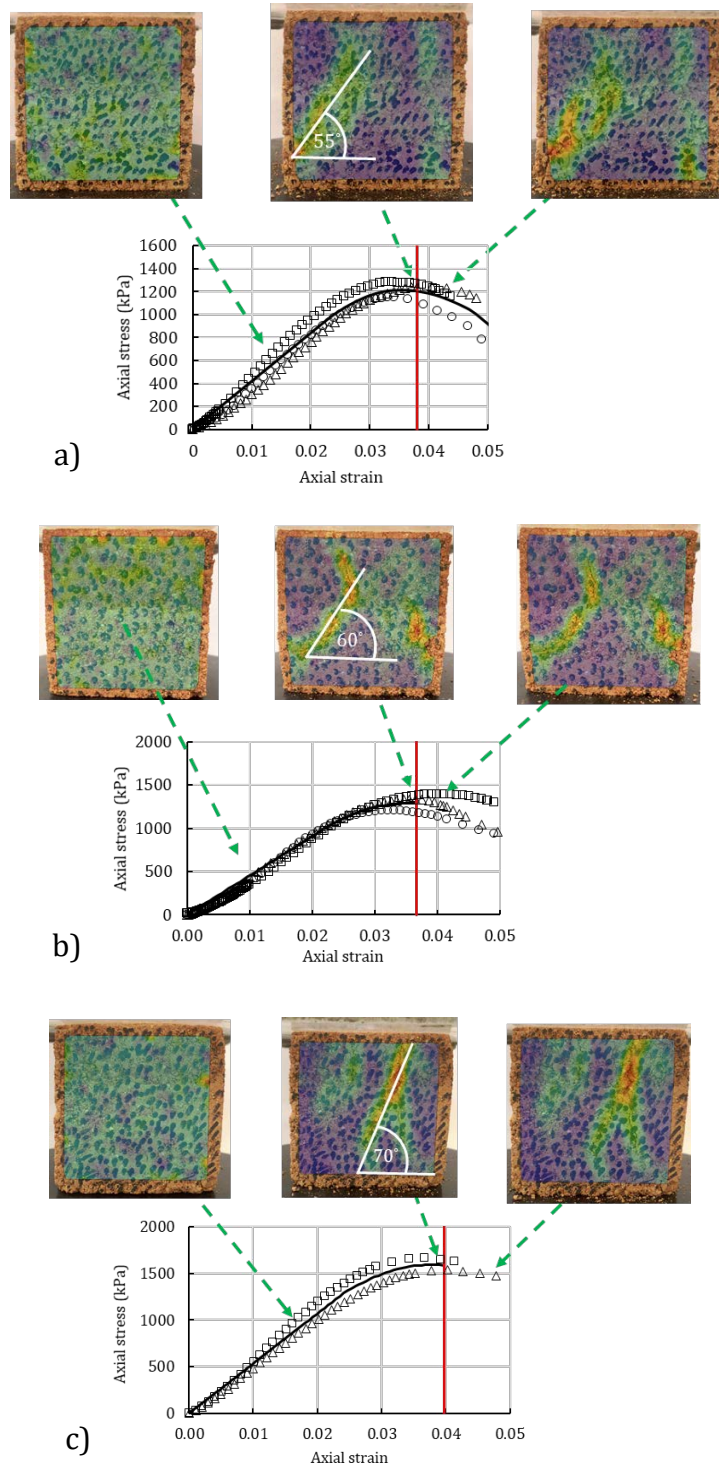 55°
1600
1400
1200
1000
800
600
400
200
0
Axial stress (kPa)
0 0.01 0.02 0.03 0.04 0.05
Axial strain
a)
60°
2000
1500
1000
500
0
Axial stress (kPa)
0.00 0.01 0.02 0.03 0.04 0.05
Axial strain
b)
70°
2000
1500
1000
500
0
Axial stress (kPa)
0.00 0.01 0.02 0.03 0.04 0.05
Axial strain
c)